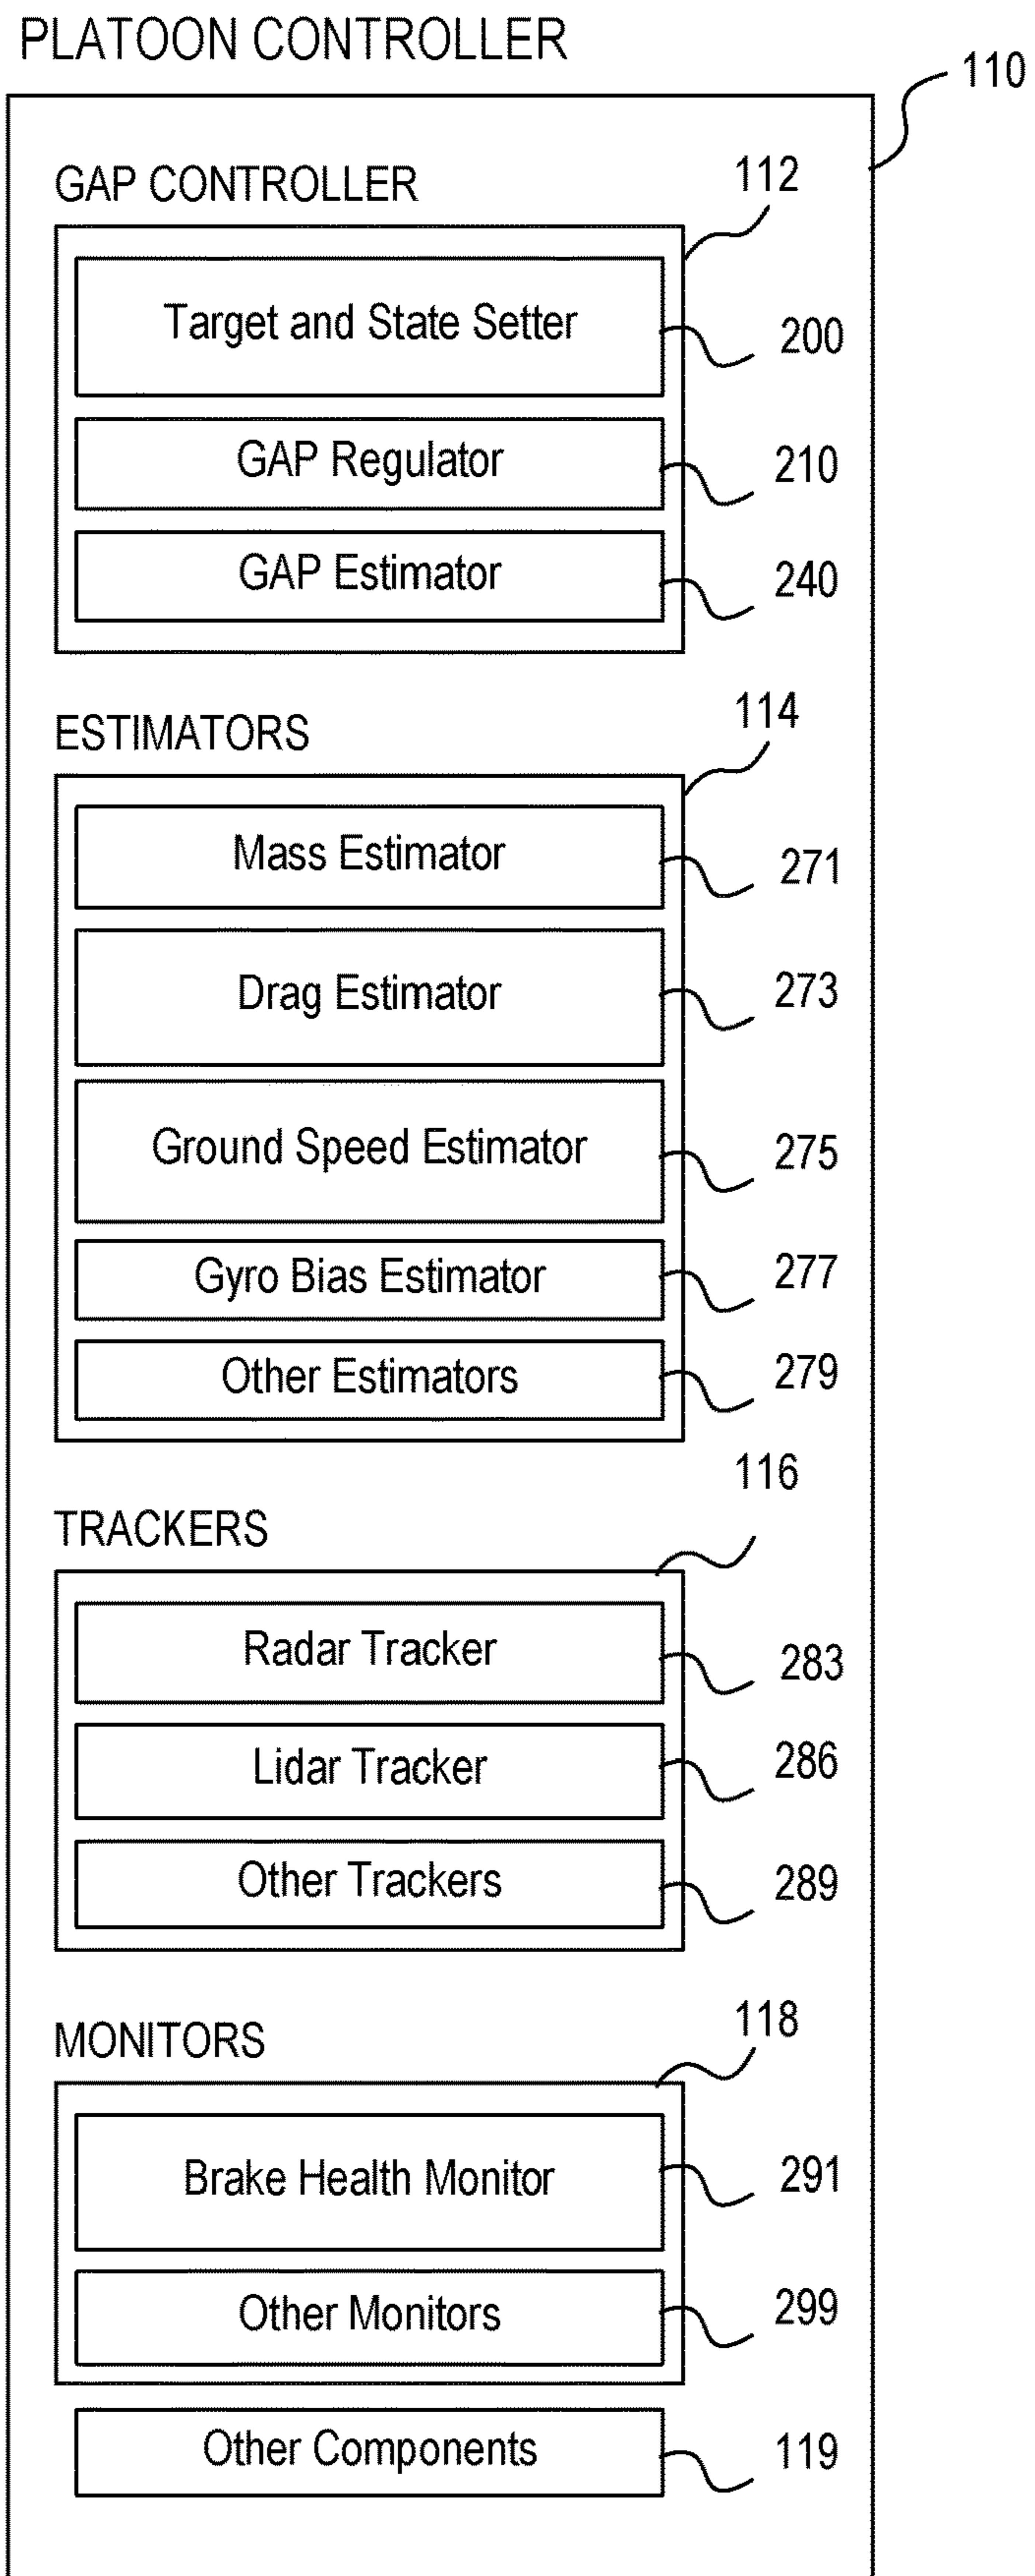 PLATOON CONTROLLER
110
GAP CONTROLLER
112
Target and State Setter
200
GAP Regulator
210
GAP Estimator
240
ESTIMATORS
114
Mass Estimator
271
Drag Estimator
273
Ground Speed Estimator
275
Gyro Bias Estimator
277
Other Estimators
279
TRACKERS
116
Radar Tracker
283
Lidar Tracker
286
Other Trackers
289
MONITORS
118
Brake Health Monitor
291
Other Monitors
299
Other Components
119